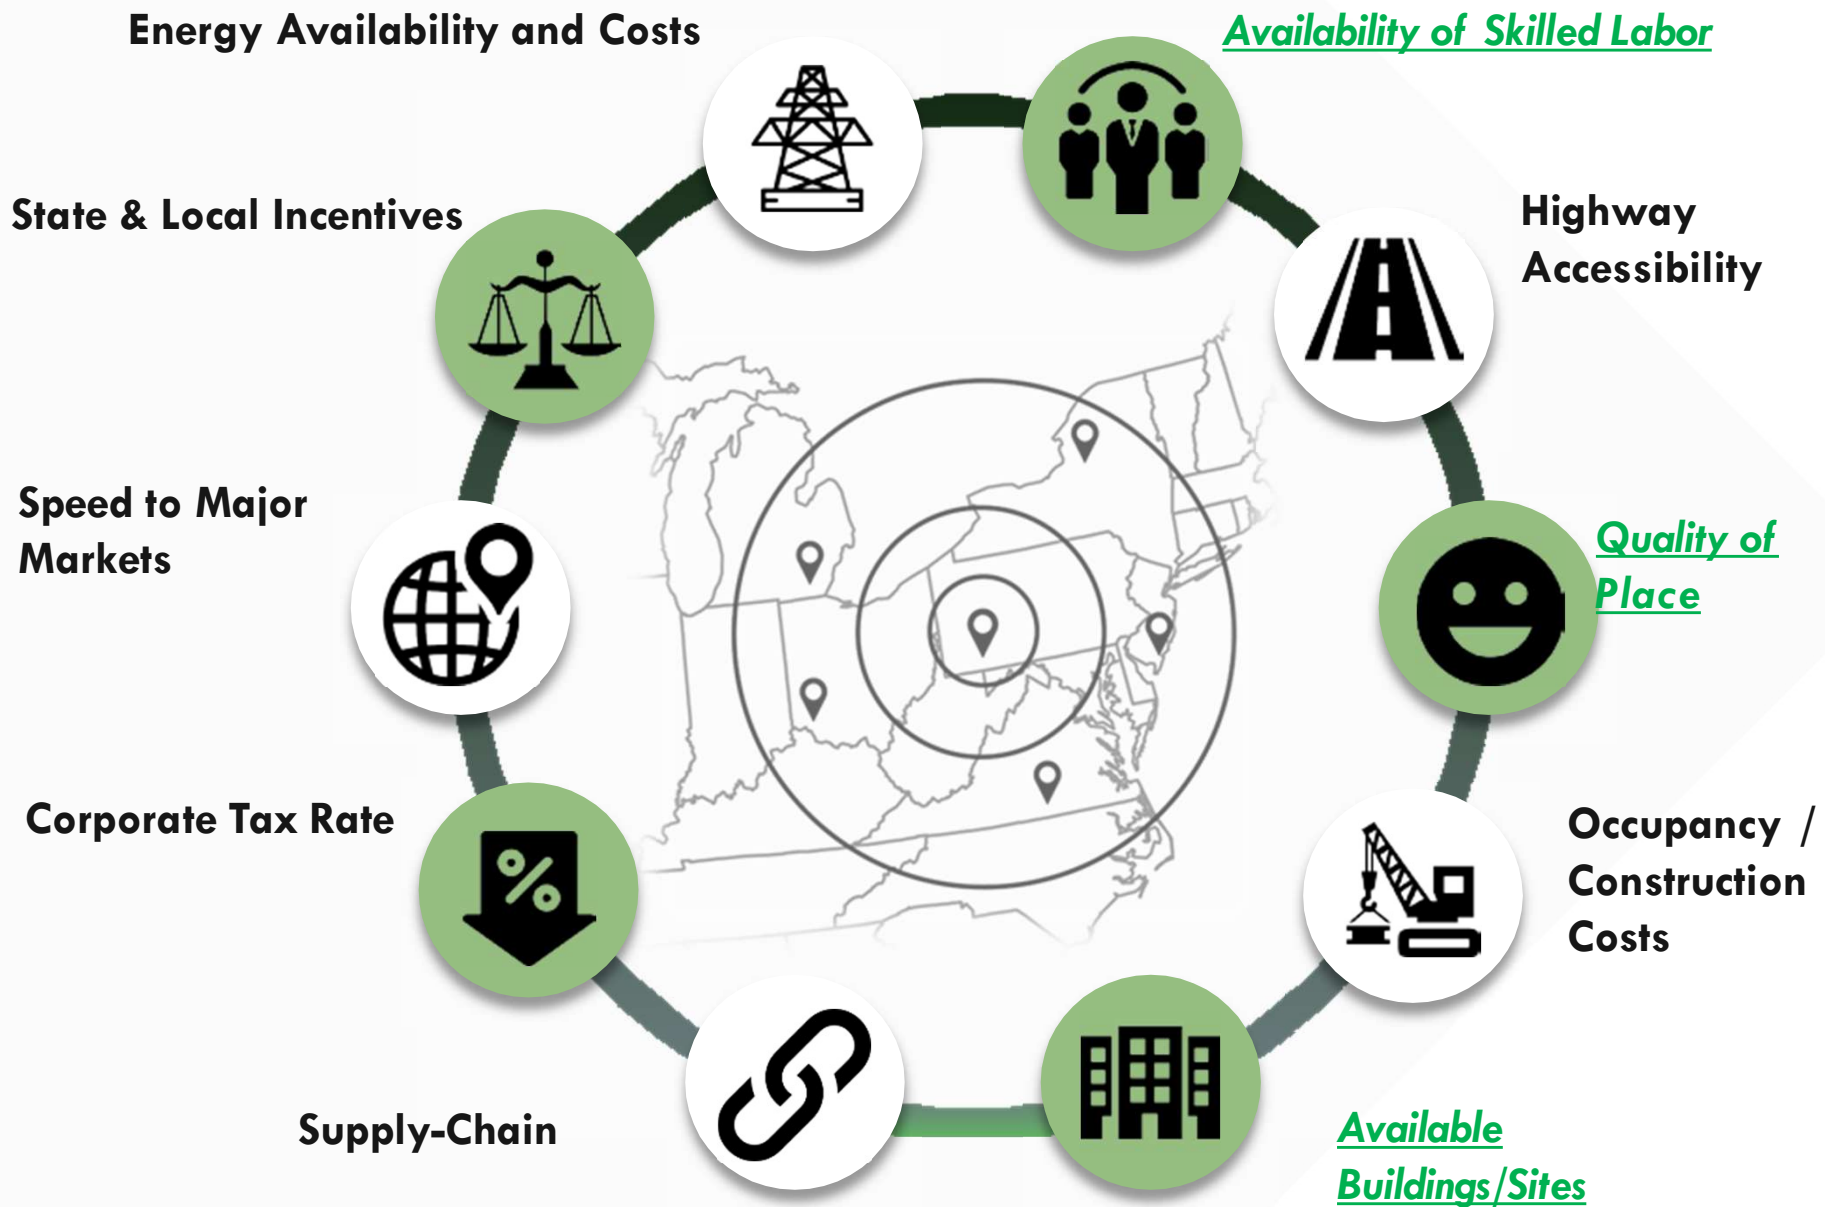 Energy Availability and Costs
Availability of Skilled Labor
State & Local Incentives
Highway
Accessibility
Speed to Major
Markets
Quality of
Place
Corporate Tax Rate
%
Occupancy /
Construction
Costs
Supply-Chain
Available
Buildings/Sites